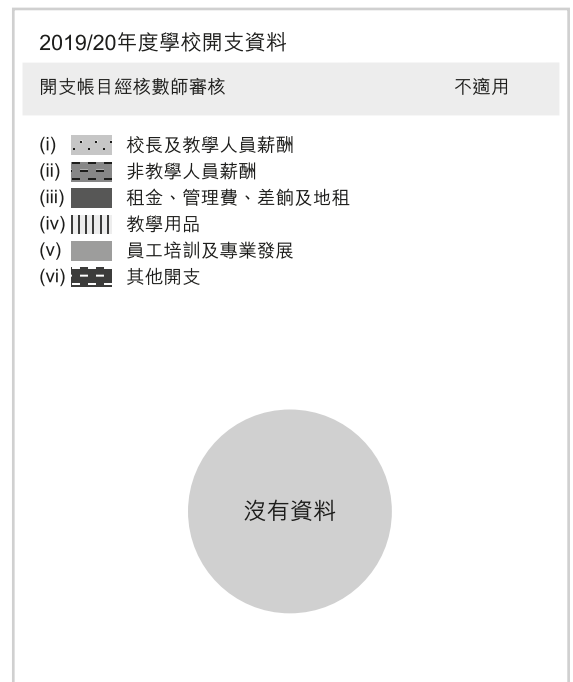 2019/20年度學校開支資料
開支帳目經核數師審核 不適用
(i) 校長及教學人員薪酬
(ii) 非教學人員薪酬
(iii) 租金、管理費、差餉及地租
(iv) 教學用品
(v) 員工培訓及專業發展
(vi) 其他開支
沒有資料